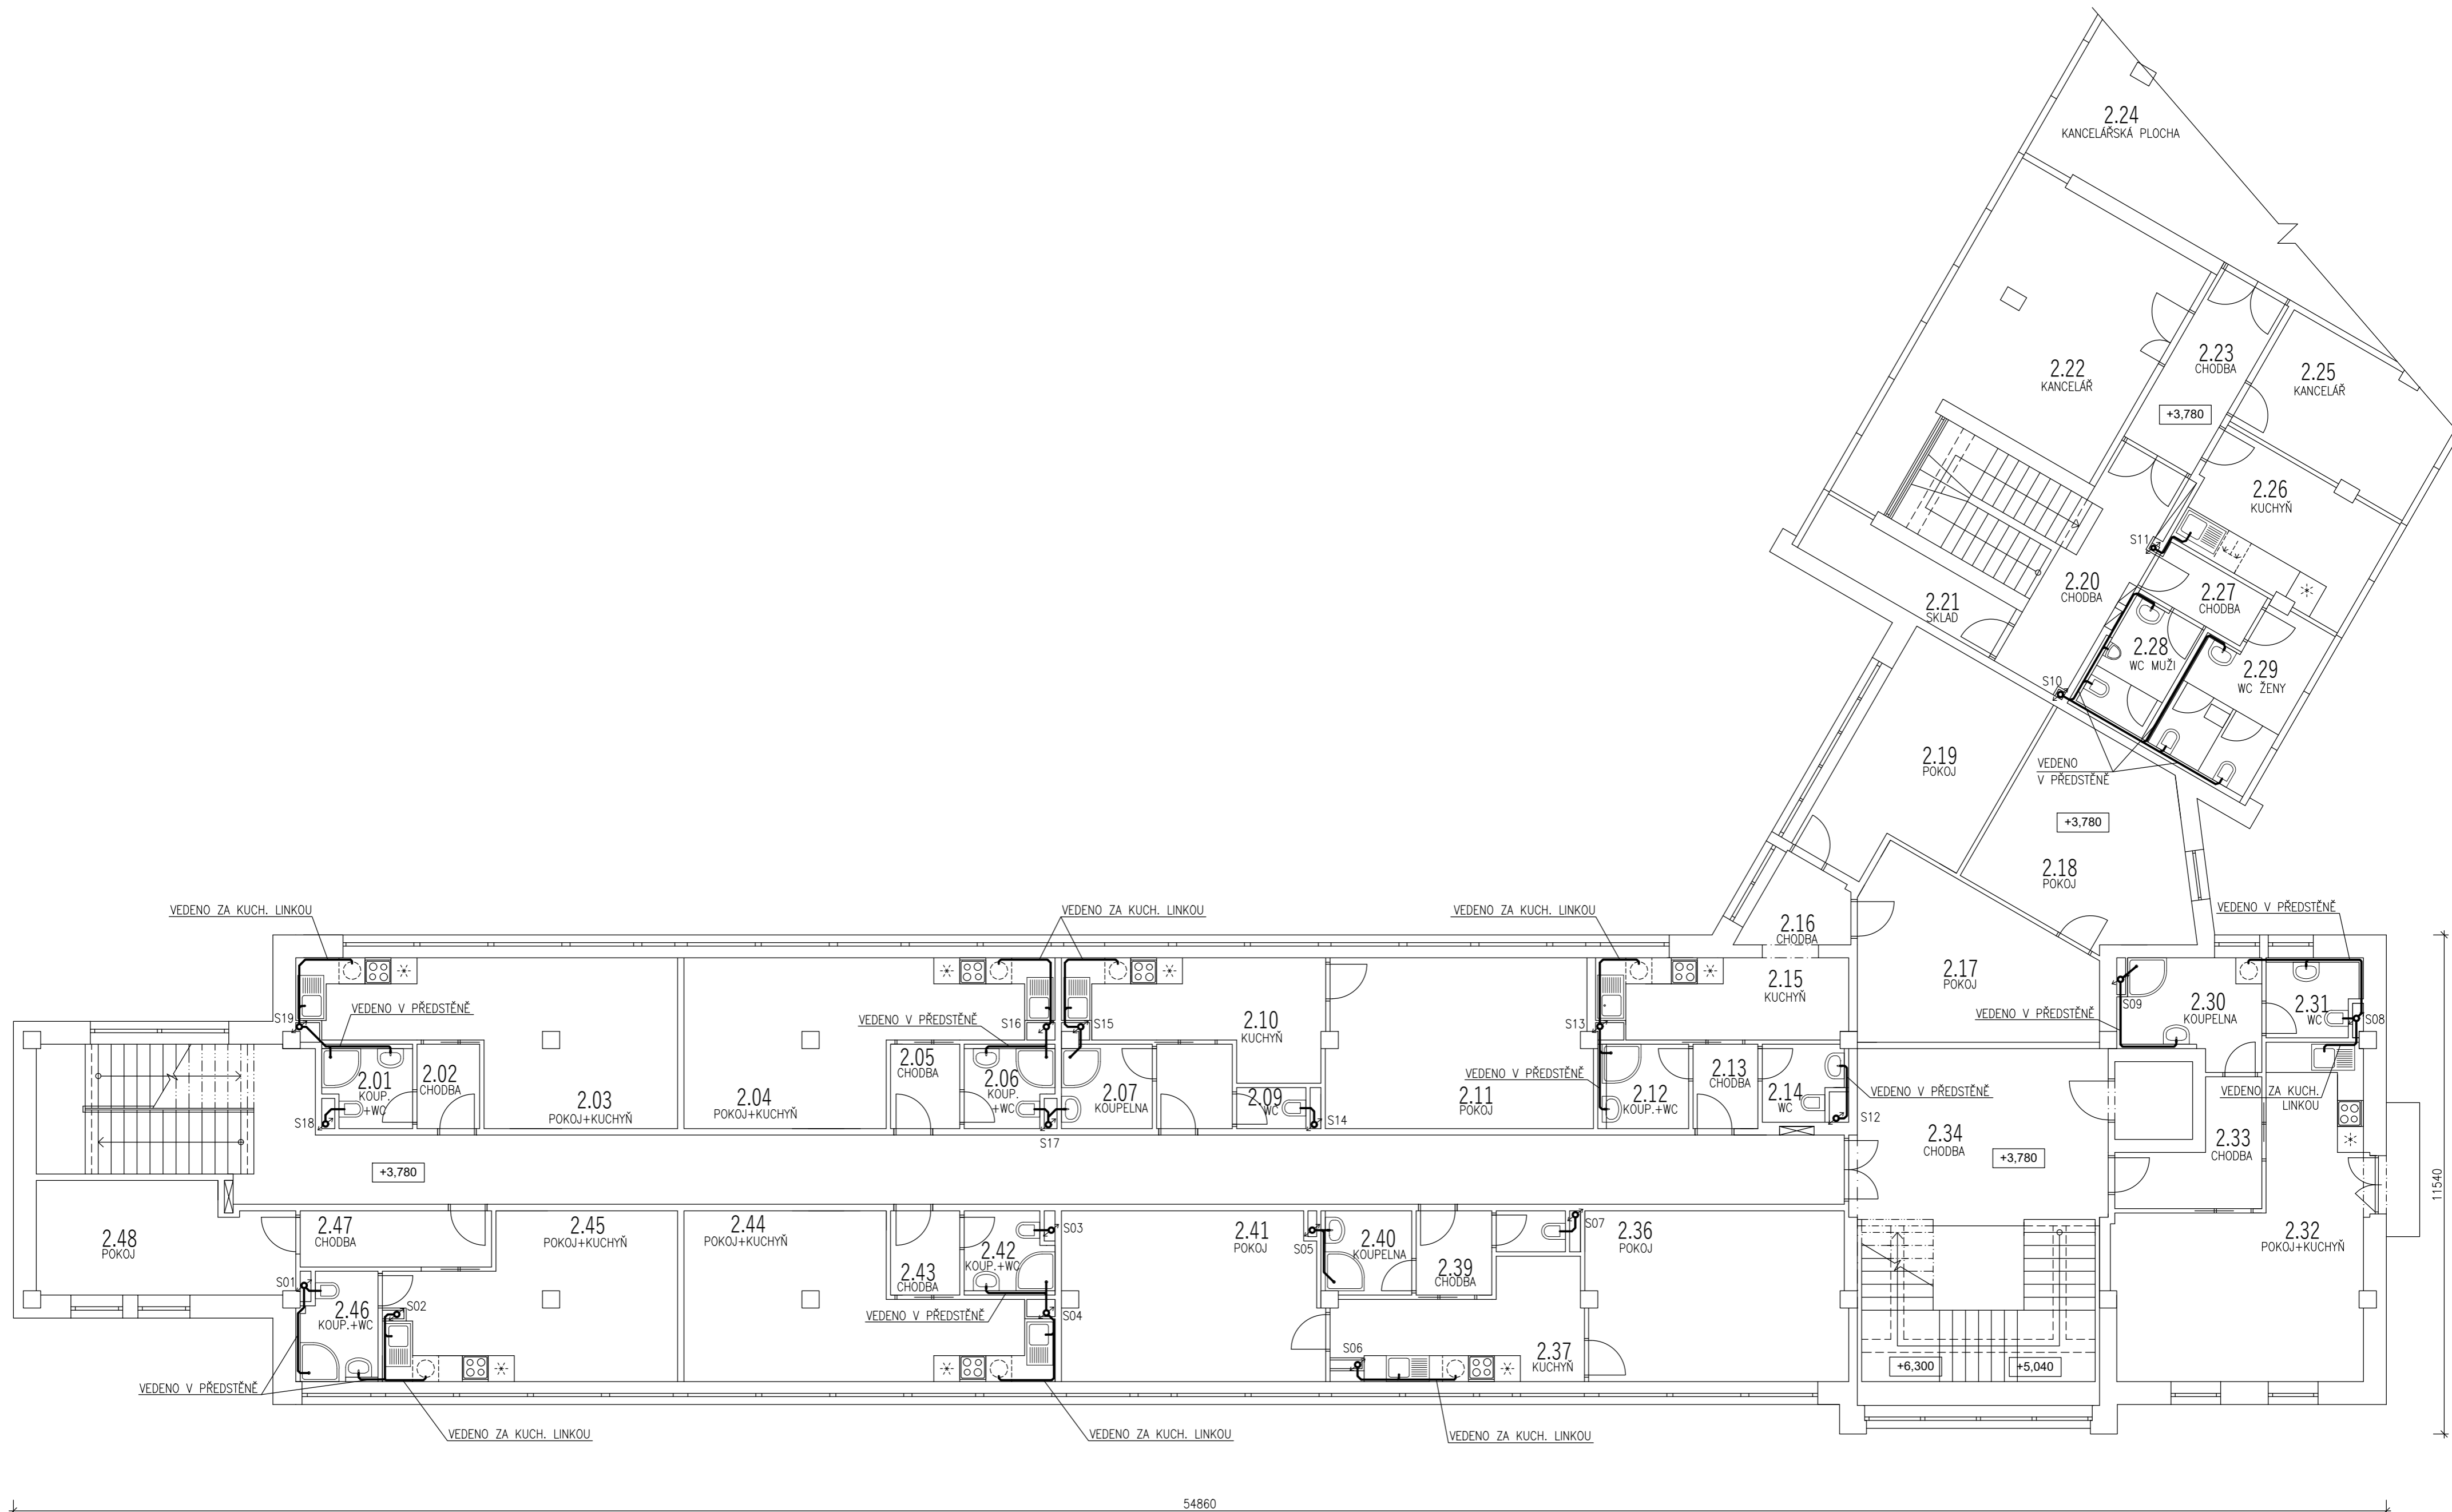 2.24
KANCELÁŘSKÁ PLOCHA
2.22
KANCELÁŘ
2.23
CHODBA
2.25
KANCELÁŘ
+3,780
2.26
KUCHYŇ
S11
2.20
CHODBA
2.27
CHODBA
2.21
SKLAD
2.28
WC MUŽI
2.29
WC ŽENY
S10
2.19
POKOJ
VEDENO
V PŘEDSTĚNĚ
+3,780
2.18
POKOJ
VEDENO ZA KUCH. LINKOU
VEDENO ZA KUCH. LINKOU
VEDENO ZA KUCH. LINKOU
VEDENO V PŘEDSTĚNĚ
2.16
CHODBA
2.17
POKOJ
2.15
KUCHYŇ
S09
2.30
KOUPELNA
2.31
WC
S08
VEDENO V PŘEDSTĚNĚ
S19
VEDENO V PŘEDSTĚNĚ
VEDENO V PŘEDSTĚNĚ
S16
S15
2.10
KUCHYŇ
S13
2.01
KOUP.
+WC
2.02
CHODBA
2.03
POKOJ+KUCHYŇ
2.04
POKOJ+KUCHYŇ
2.05
CHODBA
2.06
KOUP.
+WC
2.07
KOUPELNA
2.09
WC
2.11
POKOJ
VEDENO V PŘEDSTĚNĚ
2.12
KOUP.+WC
2.13
CHODBA
2.14
WC
VEDENO V PŘEDSTĚNĚ
VEDENO ZA KUCH.
LINKOU
S18
S17
S14
S12
2.34
CHODBA
+3,780
2.33
CHODBA
+3,780
11540
2.48
POKOJ
2.47
CHODBA
2.45
POKOJ+KUCHYŇ
2.44
POKOJ+KUCHYŇ
2.43
CHODBA
2.42
KOUP.+WC
S03
2.41
POKOJ
S05
2.40
KOUPELNA
2.39
CHODBA
S07
2.36
POKOJ
2.32
POKOJ+KUCHYŇ
S01
2.46
KOUP.+WC
S02
VEDENO V PŘEDSTĚNĚ
S04
S06
2.37
KUCHYŇ
+6,300
+5,040
VEDENO V PŘEDSTĚNĚ
VEDENO ZA KUCH. LINKOU
VEDENO ZA KUCH. LINKOU
VEDENO ZA KUCH. LINKOU
54860